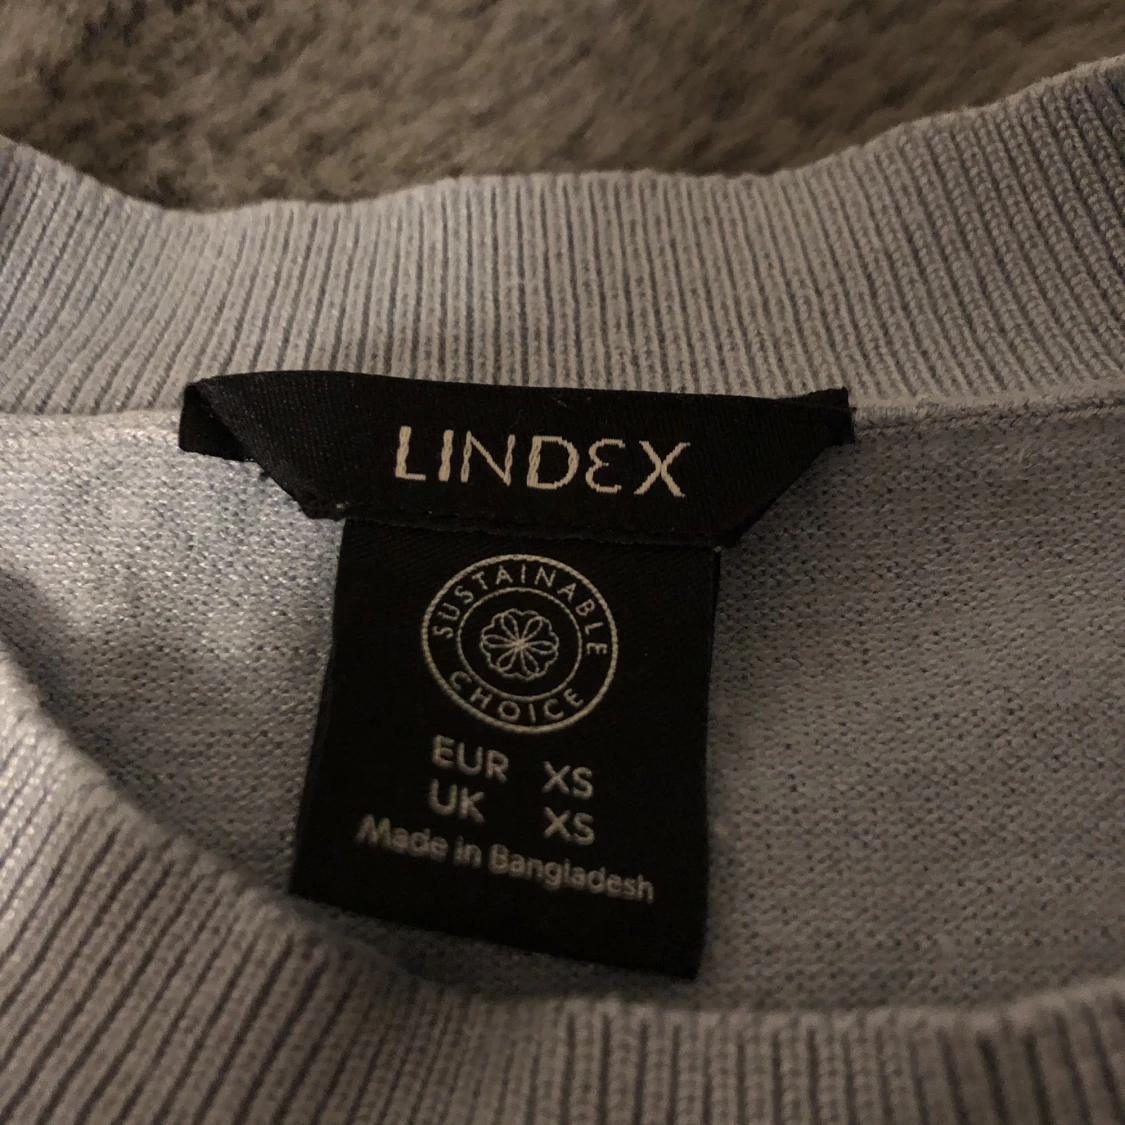 LINDEX
SUSTAINABLE
CHOICE
EUR XS
UK XS
Made in Bangladesh